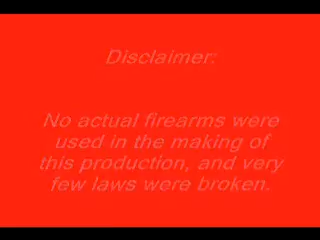 Disclaimer:
No actual firearms were
used in the making of
this production, and very
few laws were broken.